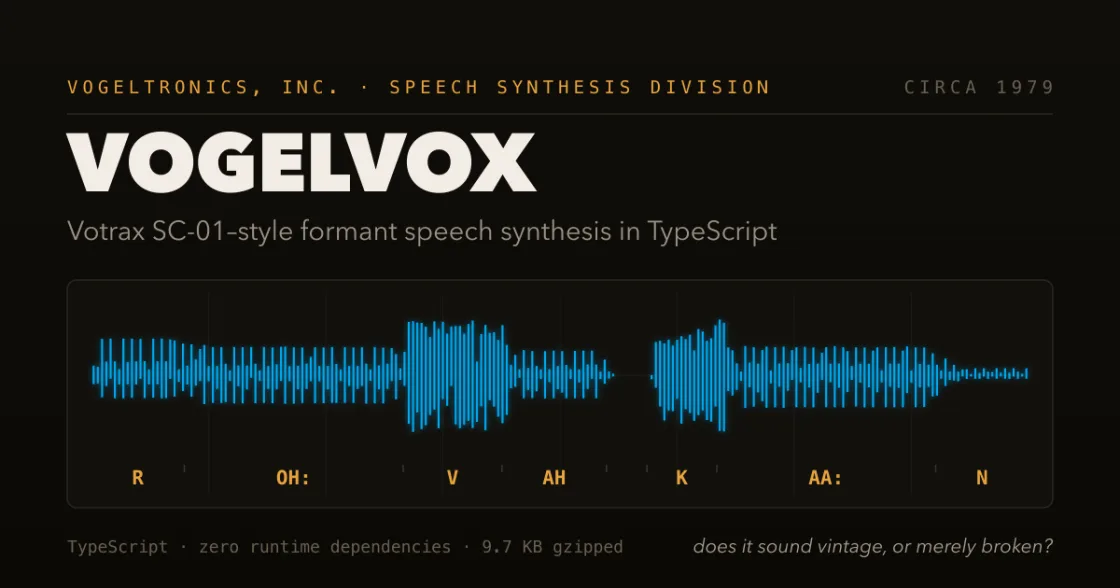 VOGELTRONICS, INC. · SPEECH SYNTHESIS DIVISION CIRCA 1979
VOGELVOX
Votrax SC-01–style formant speech synthesis in TypeScript
R OH: V AH K AA: N
TypeScript · zero runtime dependencies · 9.7 KB gzipped does it sound vintage, or merely broken?